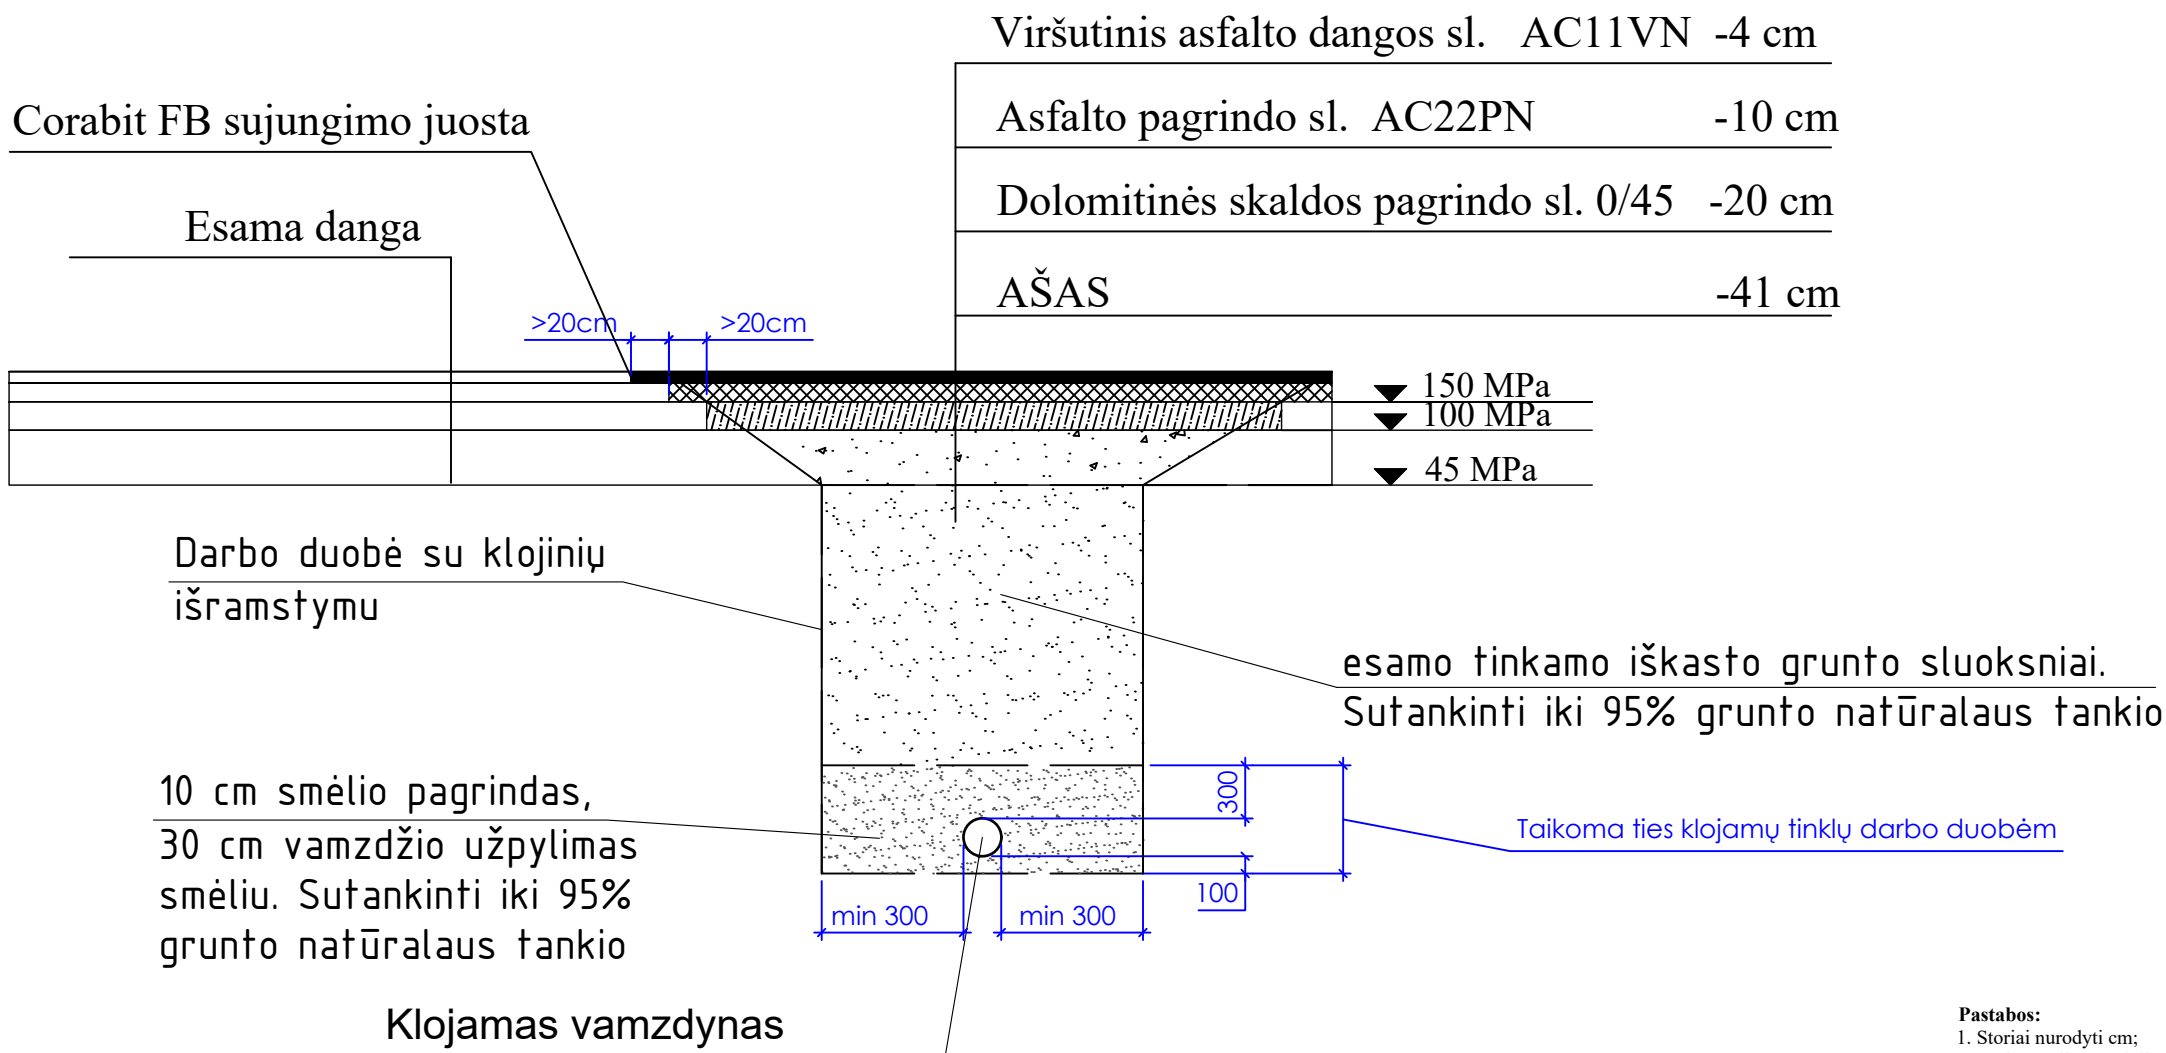 Viršutinis asfalto dangos sl. AC11VN -4 cm
Asfalto pagrindo sl. AC22PN -10 cm
Dolomitinės skaldos pagrindo sl. 0/45 -20 cm
AŠAS -41 cm
Corabit FB sujungimo juosta
Esama danga
>20cm >20cm
150 MPa
100 MPa
45 MPa
Darbo duobė su klojinių
išramstymu
esamo tinkamo iškasto grunto sluoksniai.
Sutankinti iki 95% grunto natūralaus tankio
10 cm smėlio pagrindas,
30 cm vamzdžio užpylimas
smėliu. Sutankinti iki 95%
grunto natūralaus tankio
300
Taikoma ties klojamų tinklų darbo duobėm
100
min 300 min 300
Klojamas vamzdynas
Pastabos:
1. Storiai nurodyti cm;